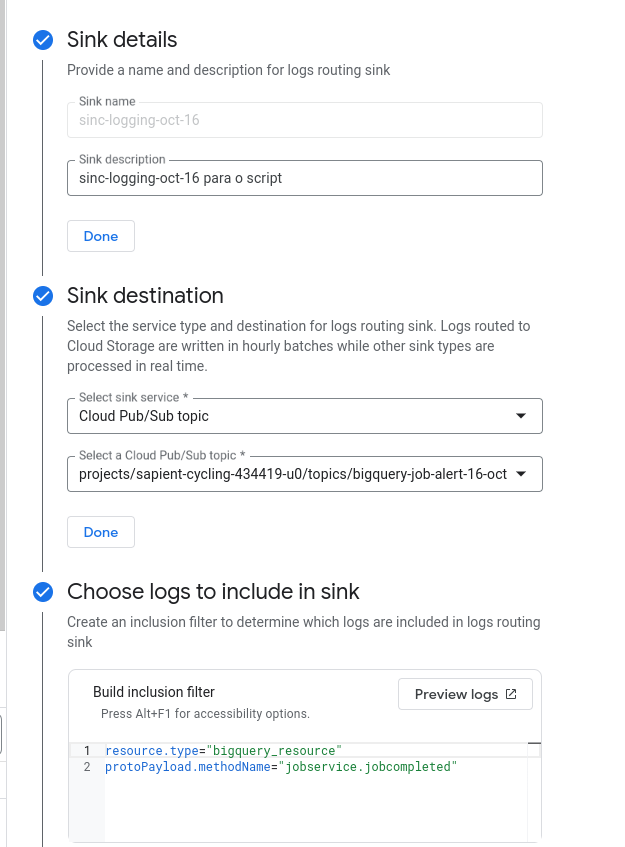 Sink details
Provide a name and description for logs routing sink
Sink name
sinc-logging-oct-16
Sink description
sinc-logging-oct-16 para o script
Done
Sink destination
Select the service type and destination for logs routing sink. Logs routed to
Cloud Storage are written in hourly batches while other sink types are
processed in real time.
Select sink service *
Cloud Pub/Sub topic
Select a Cloud Pub/Sub topic *
projects/sapient-cycling-434419-u0/topics/bigquery-job-alert-16-oct
Done
Choose logs to include in sink
Create an inclusion filter to determine which logs are included in logs routing
sink
Build inclusion filter
Preview logs
Press Alt+F1 for accessibility options.
1 resource.type="bigquery_resource"
2 protoPayload.methodName="jobservice.jobcompleted"